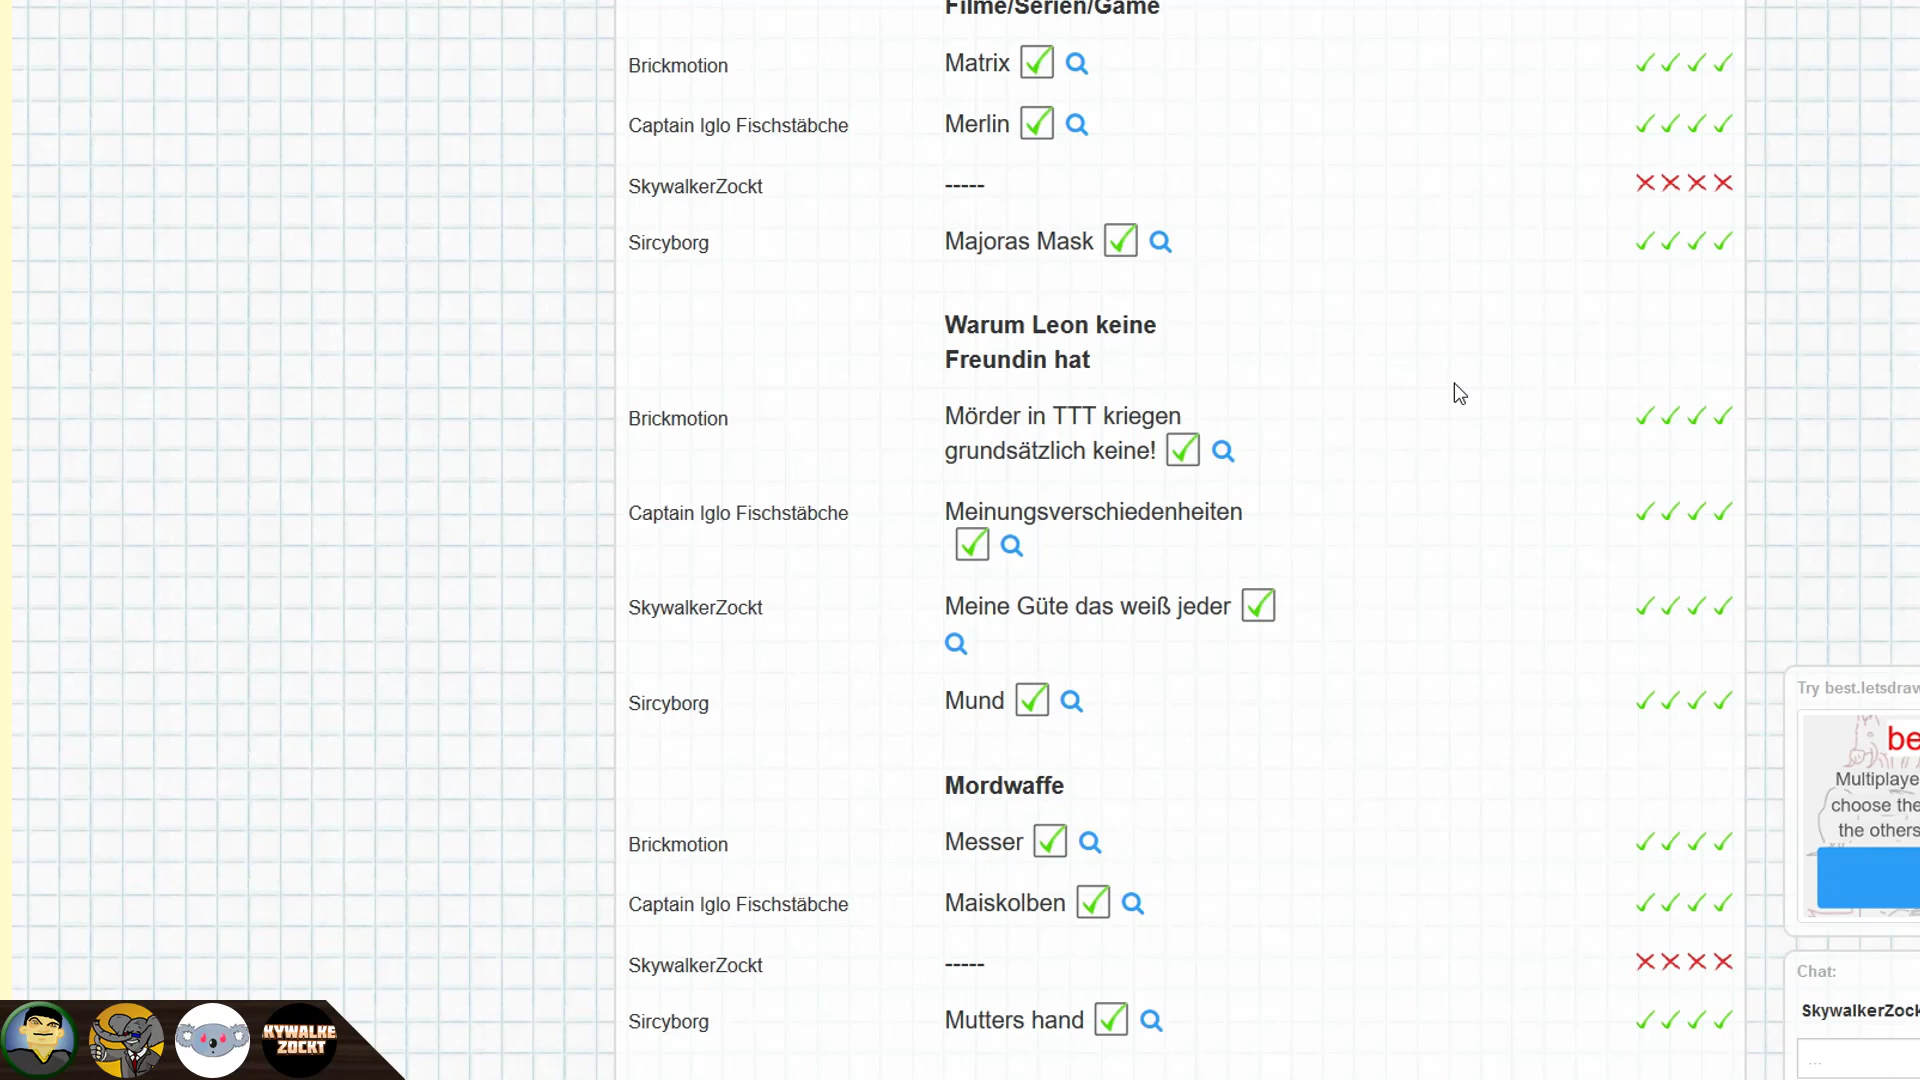 Filme/Serien/Game
Brickmotion Matrix
Captain Iglo Fischstäbche Merlin
SkywalkerZockt -----
Sircyborg Majoras Mask
Warum Leon keine
Freundin hat
Brickmotion Mörder in TTT kriegen
grundsätzlich keine!
Captain Iglo Fischstäbche Meinungsverschiedenheiten
SkywalkerZockt Meine Güte das weiß jeder
Sircyborg Mund
Mordwaffe
Brickmotion Messer
Captain Iglo Fischstäbche Maiskolben
SkywalkerZockt -----
Sircyborg Mutters hand
Try best.letsdraw
be
Multiplaye
choose the
the others
Chat:
SkywalkerZock
...
KYWALKE
ZOCKT